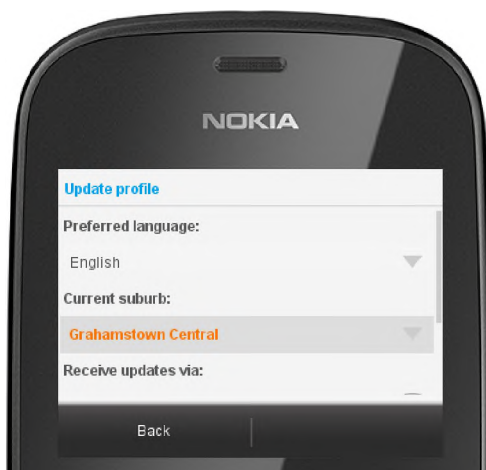 NOKIA
Update profile
Preferred language:
English
Current suburb:
Grahamstown Central
Receive updates via:
Back